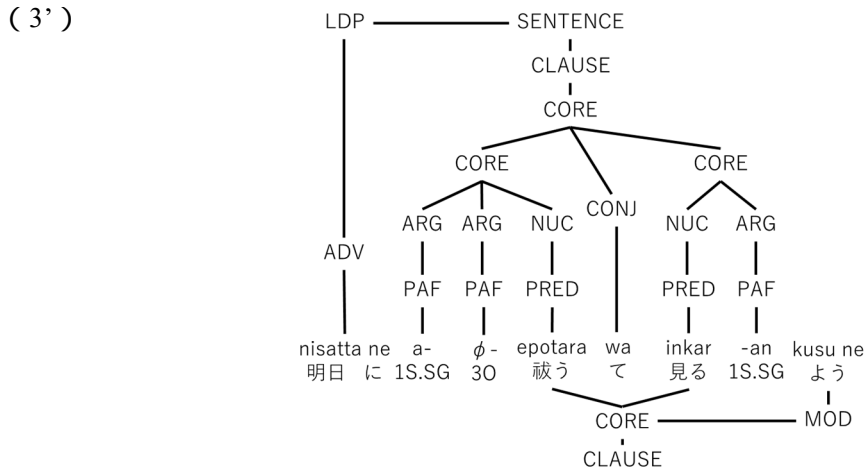 (3’)
LDP SENTENCE
CLAUSE
CORE
CORE CORE
CONJ
ARG ARG NUC NUC ARG
ADV
PAF PAF PRED PRED PAF
nisatta ne a- ϕ- epotara wa inkar -an kusu ne
明日 に 1S.SG 3O 祓う て 見る 1S.SG よう
CORE MOD
CLAUSE